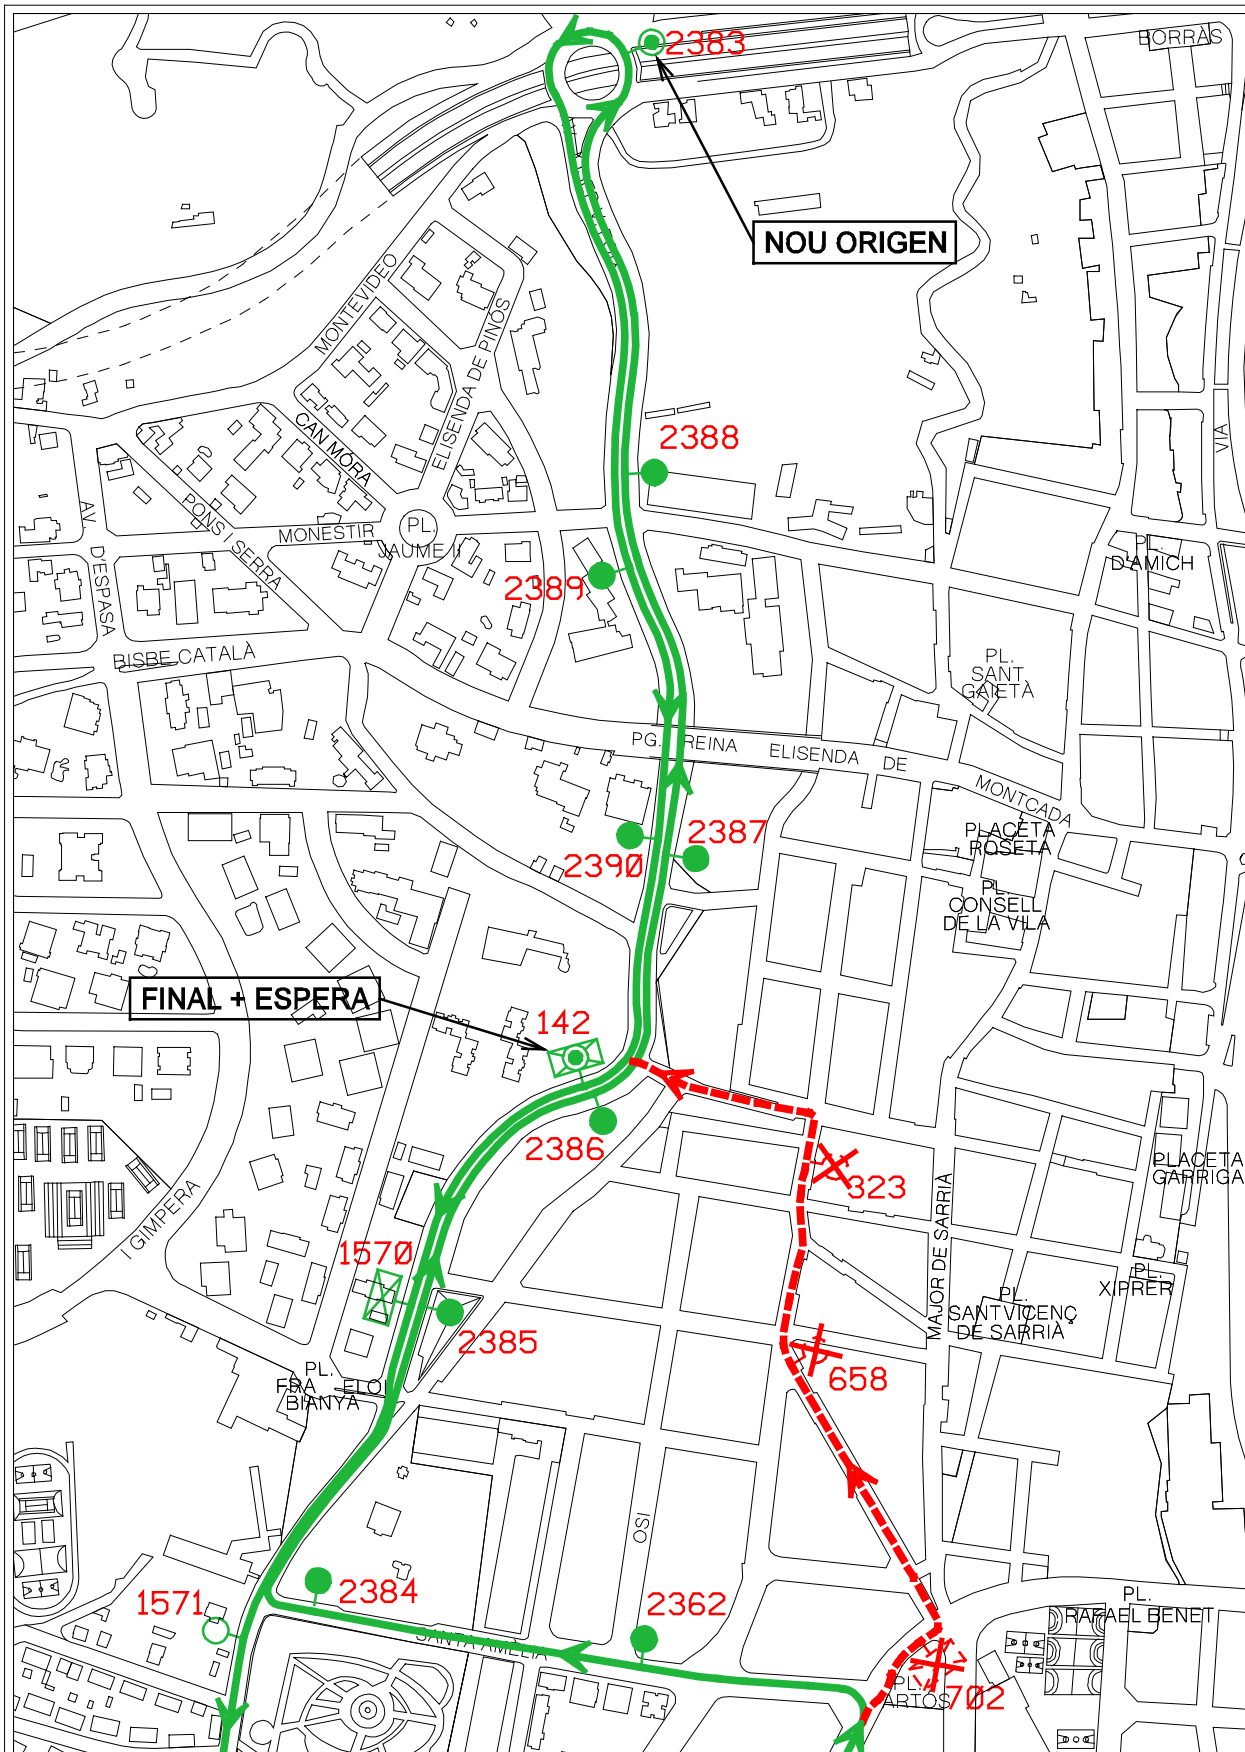 BORRÀS
2383
NOU ORIGEN
MONTEVIDEO
ELISENDA DE PINÓS
CAN MÓRA
VIA
2388
PONS I SERRA
MONESTIR
PL.
JAUME II
AV.
D'ESPASA
2389
PL.
D'AMICH
BISBE CATALÀ
PL.
SANT
GAIETÀ
PG. REINA ELISENDA DE
MONTCADA
2387
2390
PLACETA
ROSETA
PL.
CONSELL
DE LA VILA
FINAL + ESPERA
142
2386
I GIMPERA
323
PLACETA
GARRIGA
MAJOR DE SARRIÀ
1570
2385
PL.
XIPRER
PL.
SANT VICENÇ
DE SARRIÀ
658
PL.
FRA ELOI
BIANYA
OSI
1571
2384
2362
SANTA AMÈLIA
PL.
RAFAEL BENET
PL.
ARTÓS
702